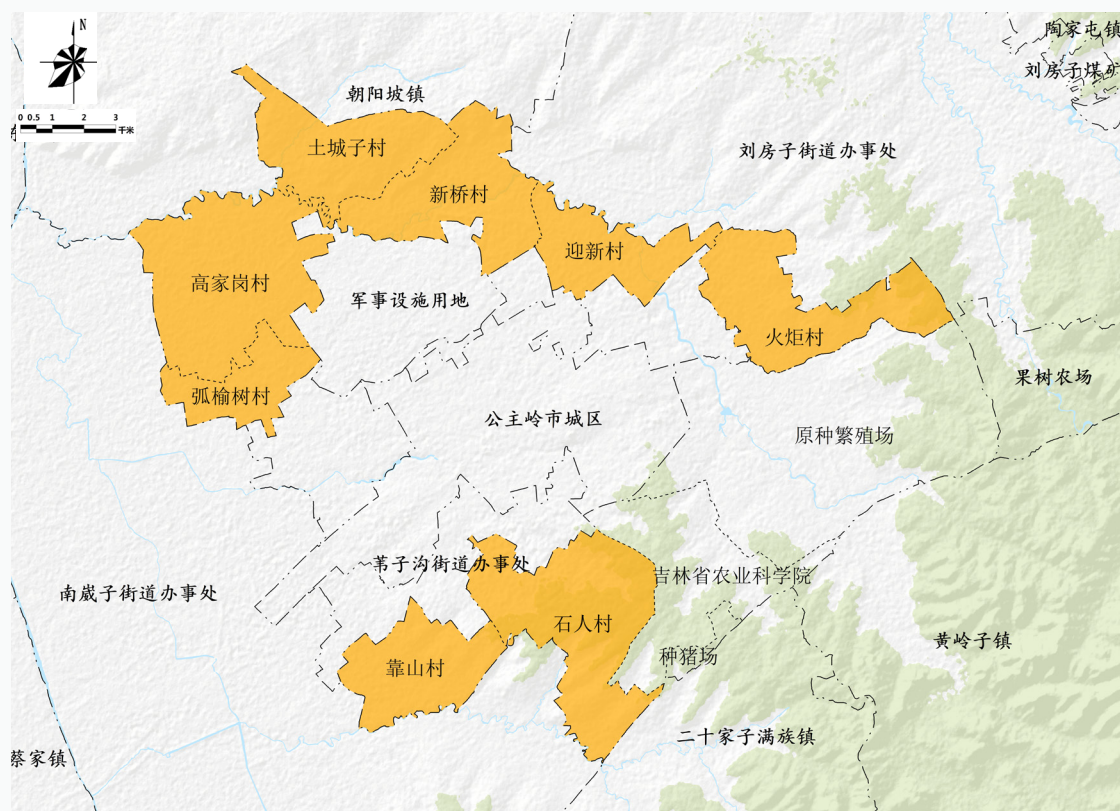 N
陶家屯镇
刘房子煤矿
朝阳坡镇
0 0.5 1 2 3
千米
土城子村
刘房子街道办事处
新桥村
迎新村
高家岗村
军事设施用地
火炬村
果树农场
弧榆树村
公主岭市城区
原种繁殖场
苇子沟街道办事处
吉林省农业科学院
南崴子街道办事处
石人村
黄岭子镇
种猪场
靠山村
二十家子满族镇
蔡家镇